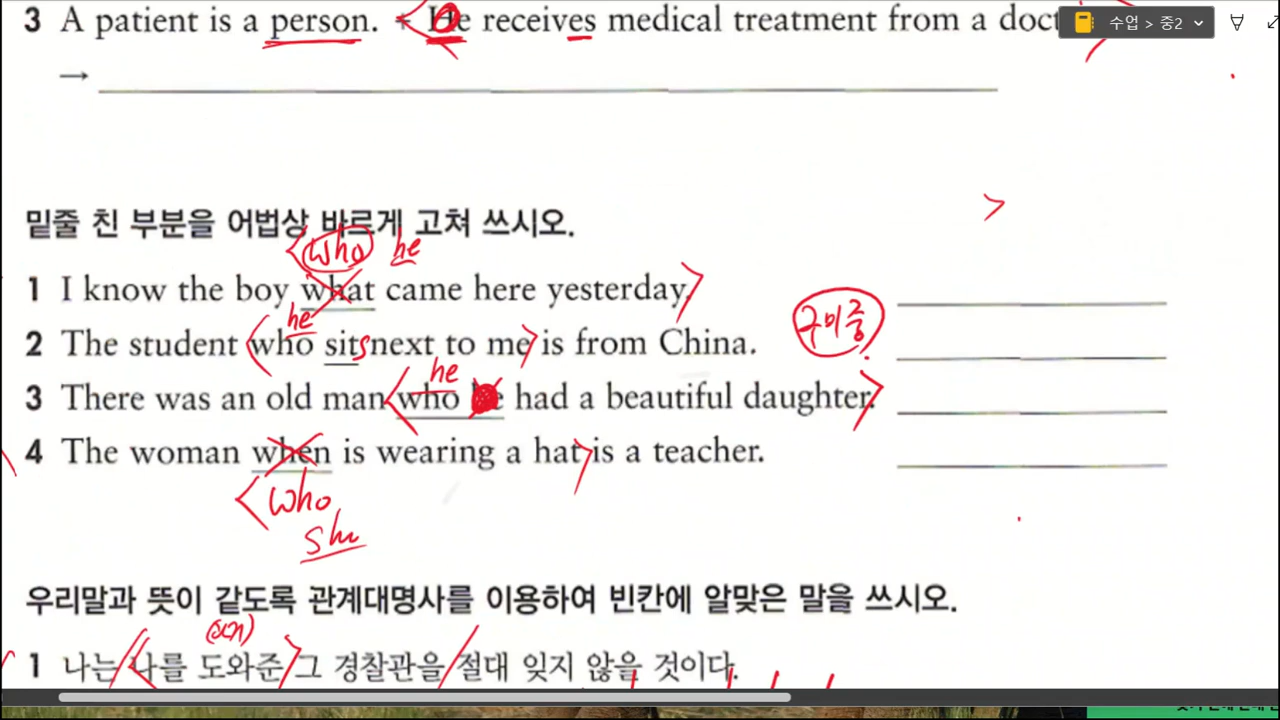 3 A patient is a person. + He receives medical treatment from a doct
수업 > 중2
→
밑줄 친 부분을 어법상 바르게 고쳐 쓰시오.
who he
1 I know the boy what came here yesterday.
he
구미중
2 The student who sits next to me is from China.
he
3 There was an old man who he had a beautiful daughter.
4 The woman when is wearing a hat is a teacher.
who
she
우리말과 뜻이 같도록 관계대명사를 이용하여 빈칸에 알맞은 말을 쓰시오.
1 나는 나를 도와준 그 경찰관을 절대 잊지 않을 것이다.